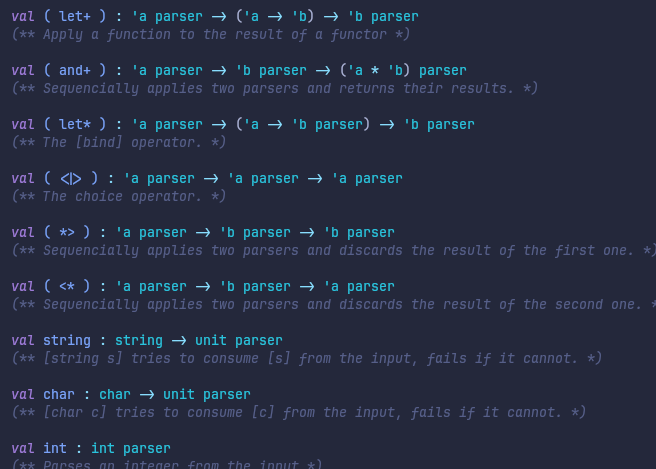 val ( let+ ) : 'a parser -> ('a -> 'b) -> 'b parser
(** Apply a function to the result of a functor *)
val ( and+ ) : 'a parser -> 'b parser -> ('a * 'b) parser
(** Sequencially applies two parsers and returns their results. *)
val ( let* ) : 'a parser -> ('a -> 'b parser) -> 'b parser
(** The [bind] operator. *)
val ( <|> ) : 'a parser -> 'a parser -> 'a parser
(** The choice operator. *)
val ( *> ) : 'a parser -> 'b parser -> 'b parser
(** Sequencially applies two parsers and discards the result of the first one. *)
val ( <* ) : 'a parser -> 'b parser -> 'a parser
(** Sequencially applies two parsers and discards the result of the second one. *
val string : string -> unit parser
(** [string s] tries to consume [s] from the input, fails if it cannot. *)
val char : char -> unit parser
(** [char c] tries to consume [c] from the input, fails if it cannot. *)
val int : int parser
(** Parses an integer from the input *)